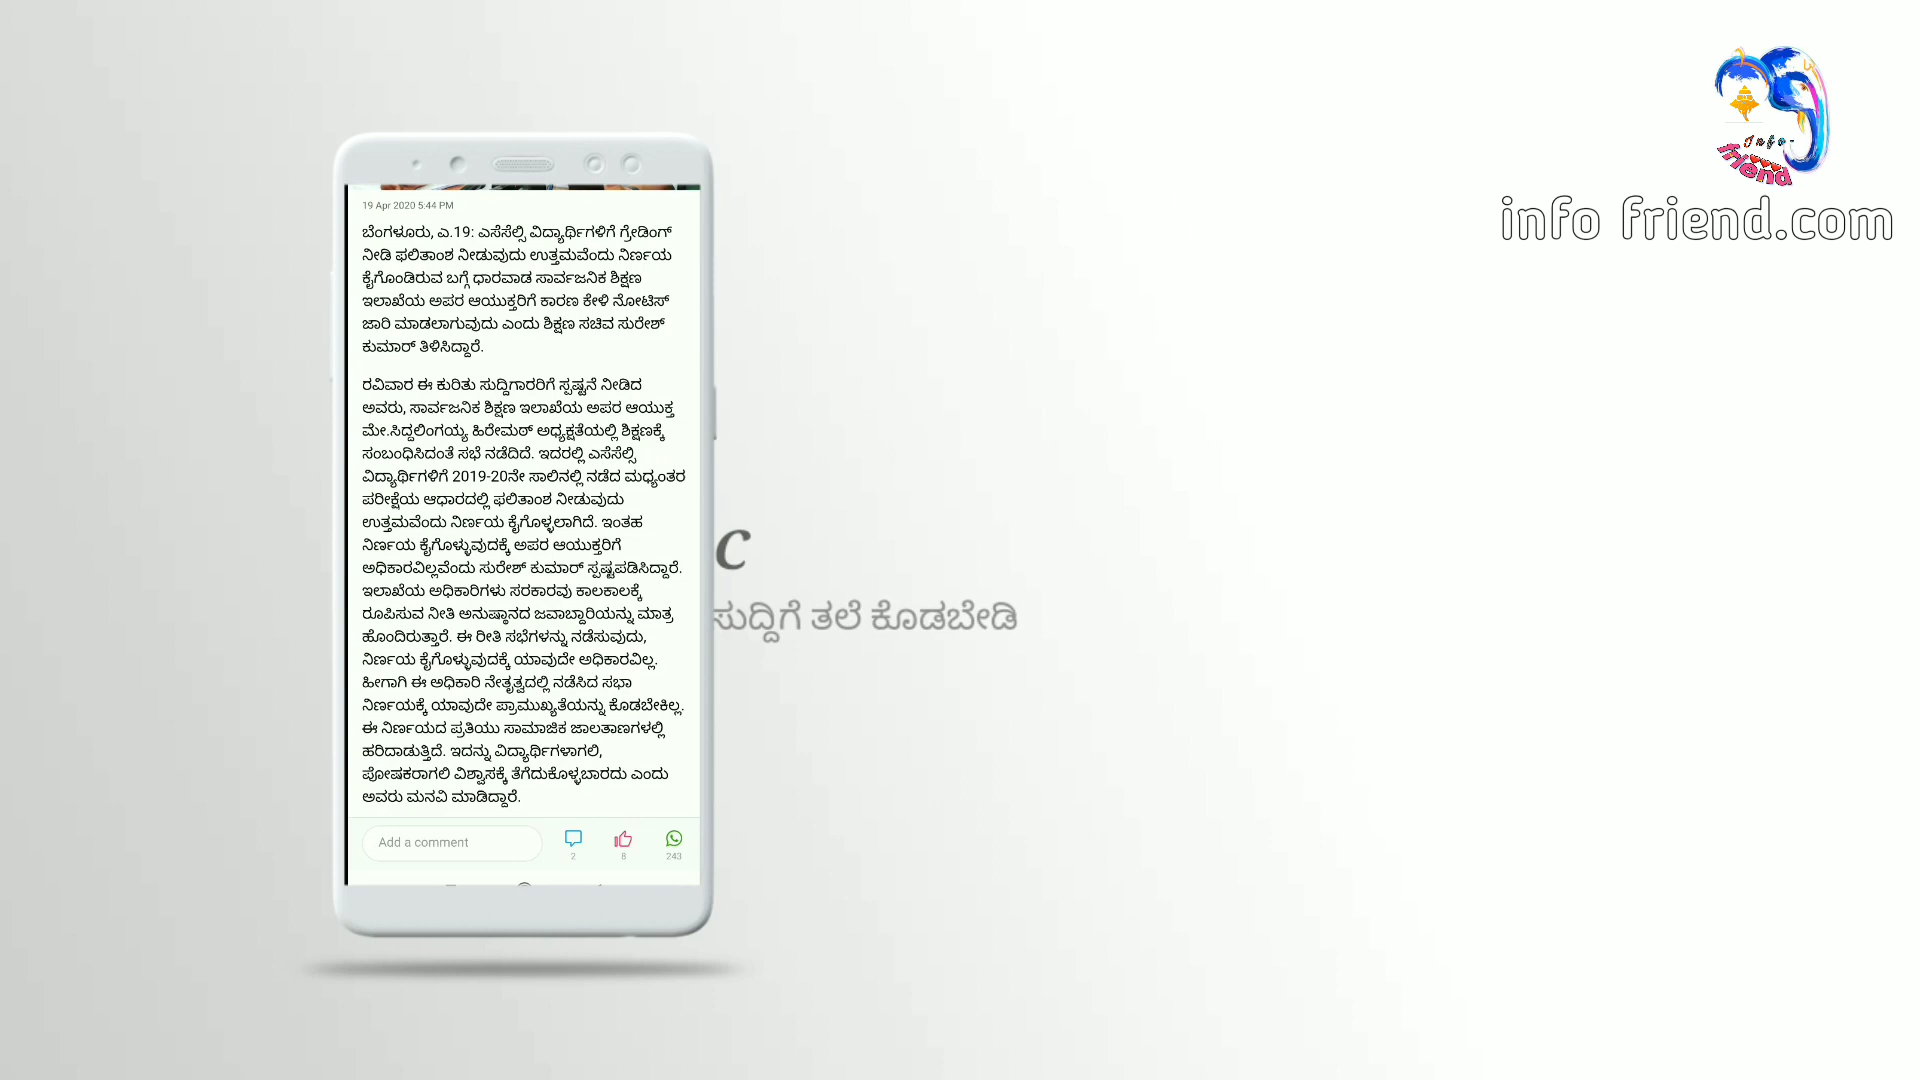 Info-
friend
info friend.com
19 Apr 2020 5:44 PM
ಬೆಂಗಳೂರು, ಎ.19: ಎಸೆಸೆಲ್ಸಿ ವಿದ್ಯಾರ್ಥಿಗಳಿಗೆ ಗ್ರೇಡಿಂಗ್
ನೀಡಿ ಫಲಿತಾಂಶ ನೀಡುವುದು ಉತ್ತಮವೆಂದು ನಿರ್ಣಯ
ಕೈಗೊಂಡಿರುವ ಬಗ್ಗೆ ಧಾರವಾಡ ಸಾರ್ವಜನಿಕ ಶಿಕ್ಷಣ
ಇಲಾಖೆಯ ಅಪರ ಆಯುಕ್ತರಿಗೆ ಕಾರಣ ಕೇಳಿ ನೋಟಿಸ್
ಜಾರಿ ಮಾಡಲಾಗುವುದು ಎಂದು ಶಿಕ್ಷಣ ಸಚಿವ ಸುರೇಶ್
ಕುಮಾರ್ ತಿಳಿಸಿದ್ದಾರೆ.
ರವಿವಾರ ಈ ಕುರಿತು ಸುದ್ದಿಗಾರರಿಗೆ ಸ್ಪಷ್ಟನೆ ನೀಡಿದ
ಅವರು, ಸಾರ್ವಜನಿಕ ಶಿಕ್ಷಣ ಇಲಾಖೆಯ ಅಪರ ಆಯುಕ್ತ
ಮೇ.ಸಿದ್ದಲಿಂಗಯ್ಯ ಹಿರೇಮಠ್ ಅಧ್ಯಕ್ಷತೆಯಲ್ಲಿ ಶಿಕ್ಷಣಕ್ಕೆ
ಸಂಬಂಧಿಸಿದಂತೆ ಸಭೆ ನಡೆದಿದೆ. ಇದರಲ್ಲಿ ಎಸೆಸೆಲ್ಸಿ
ವಿದ್ಯಾರ್ಥಿಗಳಿಗೆ 2019-20ನೇ ಸಾಲಿನಲ್ಲಿ ನಡೆದ ಮಧ್ಯಂತರ
ಪರೀಕ್ಷೆಯ ಆಧಾರದಲ್ಲಿ ಫಲಿತಾಂಶ ನೀಡುವುದು
ಉತ್ತಮವೆಂದು ನಿರ್ಣಯ ಕೈಗೊಳ್ಳಲಾಗಿದೆ. ಇಂತಹ
ನಿರ್ಣಯ ಕೈಗೊಳ್ಳುವುದಕ್ಕೆ ಅಪರ ಆಯುಕ್ತರಿಗೆ
ಅಧಿಕಾರವಿಲ್ಲವೆಂದು ಸುರೇಶ್ ಕುಮಾರ್ ಸ್ಪಷ್ಟಪಡಿಸಿದ್ದಾರೆ.
ಇಲಾಖೆಯ ಅಧಿಕಾರಿಗಳು ಸರಕಾರವು ಕಾಲಕಾಲಕ್ಕೆ
ರೂಪಿಸುವ ನೀತಿ ಅನುಷ್ಠಾನದ ಜವಾಬ್ದಾರಿಯನ್ನು ಮಾತ್ರ
ಹೊಂದಿರುತ್ತಾರೆ. ಈ ರೀತಿ ಸಭೆಗಳನ್ನು ನಡೆಸುವುದು,
ನಿರ್ಣಯ ಕೈಗೊಳ್ಳುವುದಕ್ಕೆ ಯಾವುದೇ ಅಧಿಕಾರವಿಲ್ಲ.
ಹೀಗಾಗಿ ಈ ಅಧಿಕಾರಿ ನೇತೃತ್ವದಲ್ಲಿ ನಡೆಸಿದ ಸಭಾ
ನಿರ್ಣಯಕ್ಕೆ ಯಾವುದೇ ಪ್ರಾಮುಖ್ಯತೆಯನ್ನು ಕೊಡಬೇಕಿಲ್ಲ.
ಈ ನಿರ್ಣಯದ ಪ್ರತಿಯು ಸಾಮಾಜಿಕ ಜಾಲತಾಣಗಳಲ್ಲಿ
ಹರಿದಾಡುತ್ತಿದೆ. ಇದನ್ನು ವಿದ್ಯಾರ್ಥಿಗಳಾಗಲಿ,
ಪೋಷಕರಾಗಲಿ ವಿಶ್ವಾಸಕ್ಕೆ ತೆಗೆದುಕೊಳ್ಳಬಾರದು ಎಂದು
ಅವರು ಮನವಿ ಮಾಡಿದ್ದಾರೆ.
Add a comment
2 8 243
c
ಸುದ್ದಿಗೆ ತಲೆ ಕೊಡಬೇಡಿ